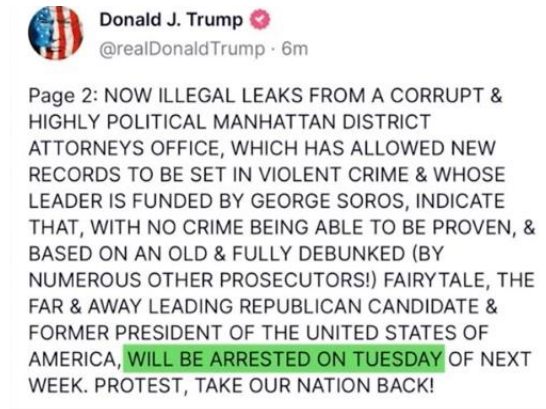 Donald J. Trump
@realDonaldTrump · 6m
Page 2: NOW ILLEGAL LEAKS FROM A CORRUPT &
HIGHLY POLITICAL MANHATTAN DISTRICT
ATTORNEYS OFFICE, WHICH HAS ALLOWED NEW
RECORDS TO BE SET IN VIOLENT CRIME & WHOSE
LEADER IS FUNDED BY GEORGE SOROS, INDICATE
THAT, WITH NO CRIME BEING ABLE TO BE PROVEN, &
BASED ON AN OLD & FULLY DEBUNKED (BY
NUMEROUS OTHER PROSECUTORS!) FAIRYTALE, THE
FAR & AWAY LEADING REPUBLICAN CANDIDATE &
FORMER PRESIDENT OF THE UNITED STATES OF
AMERICA, WILL BE ARRESTED ON TUESDAY OF NEXT
WEEK. PROTEST, TAKE OUR NATION BACK!